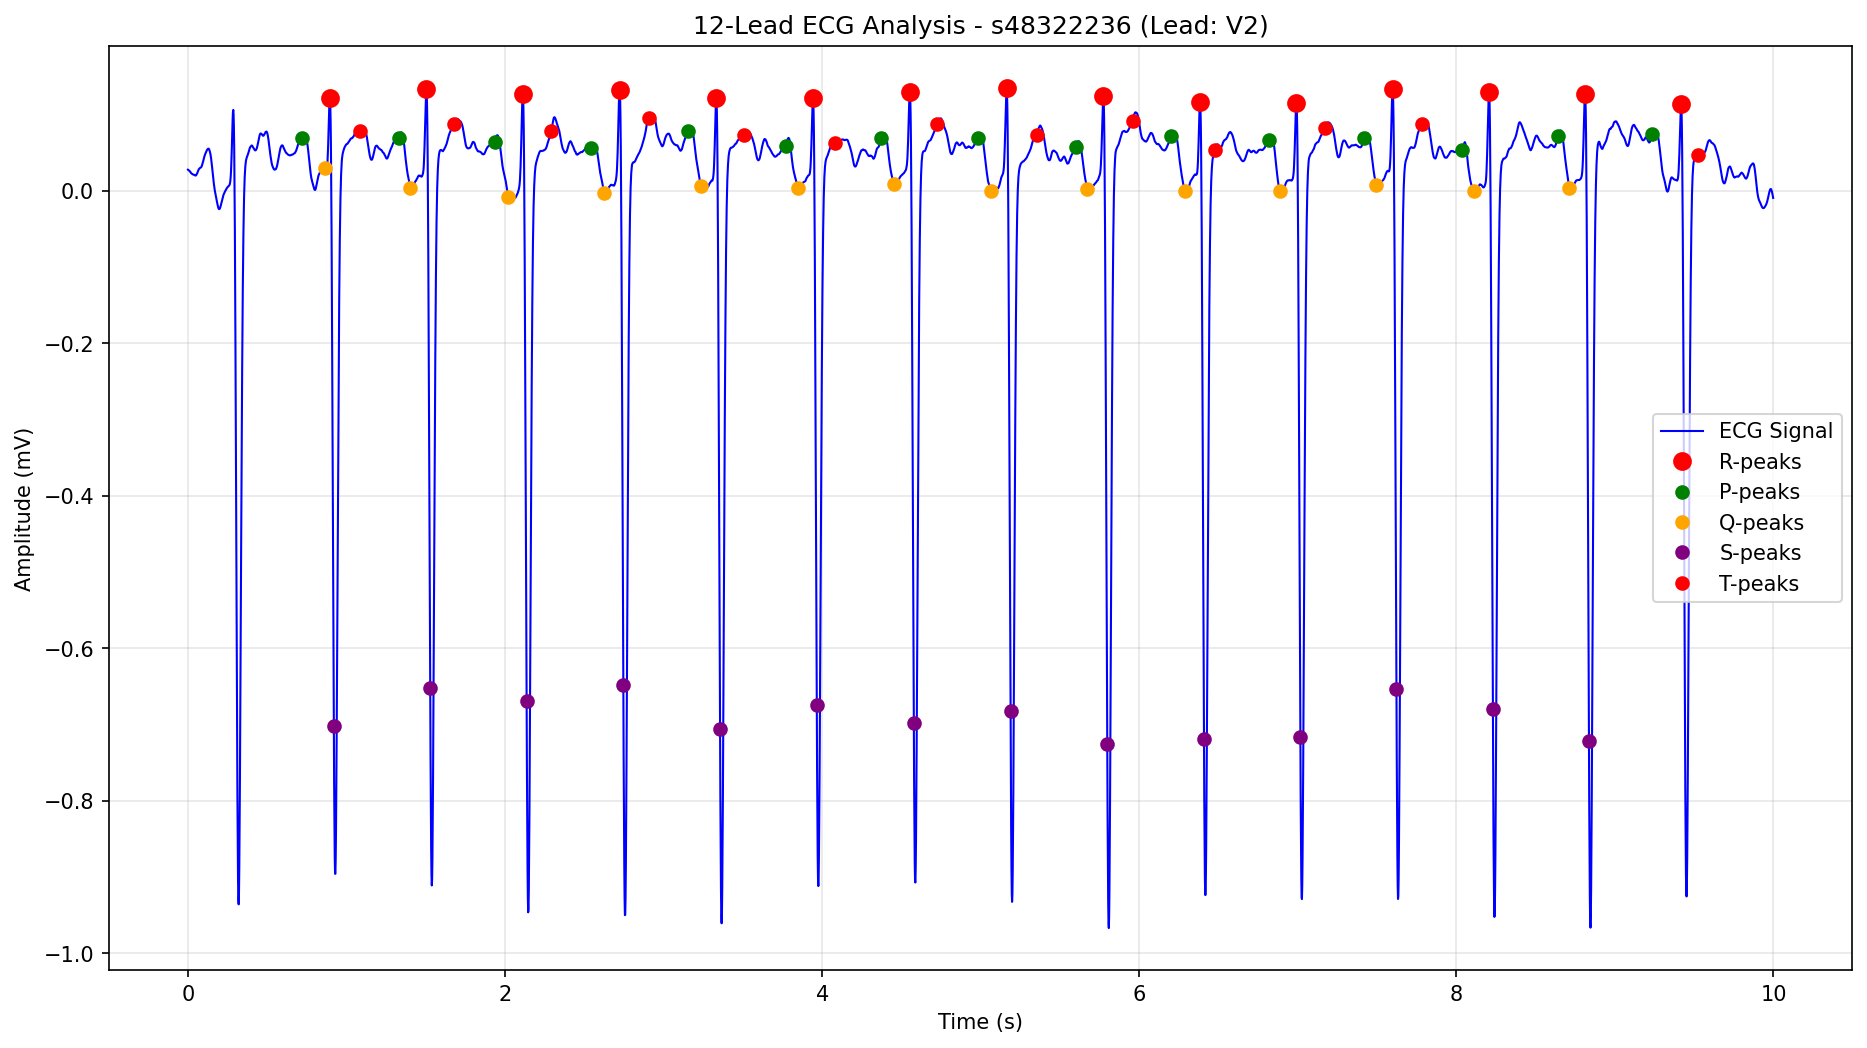 12-Lead ECG Analysis - s48322236 (Lead: V2)
0.0
−0.2
−0.4
−0.6
−0.8
−1.0
Amplitude (mV)
ECG Signal
R-peaks
P-peaks
Q-peaks
S-peaks
T-peaks
0 2 4 6 8 10
Time (s)